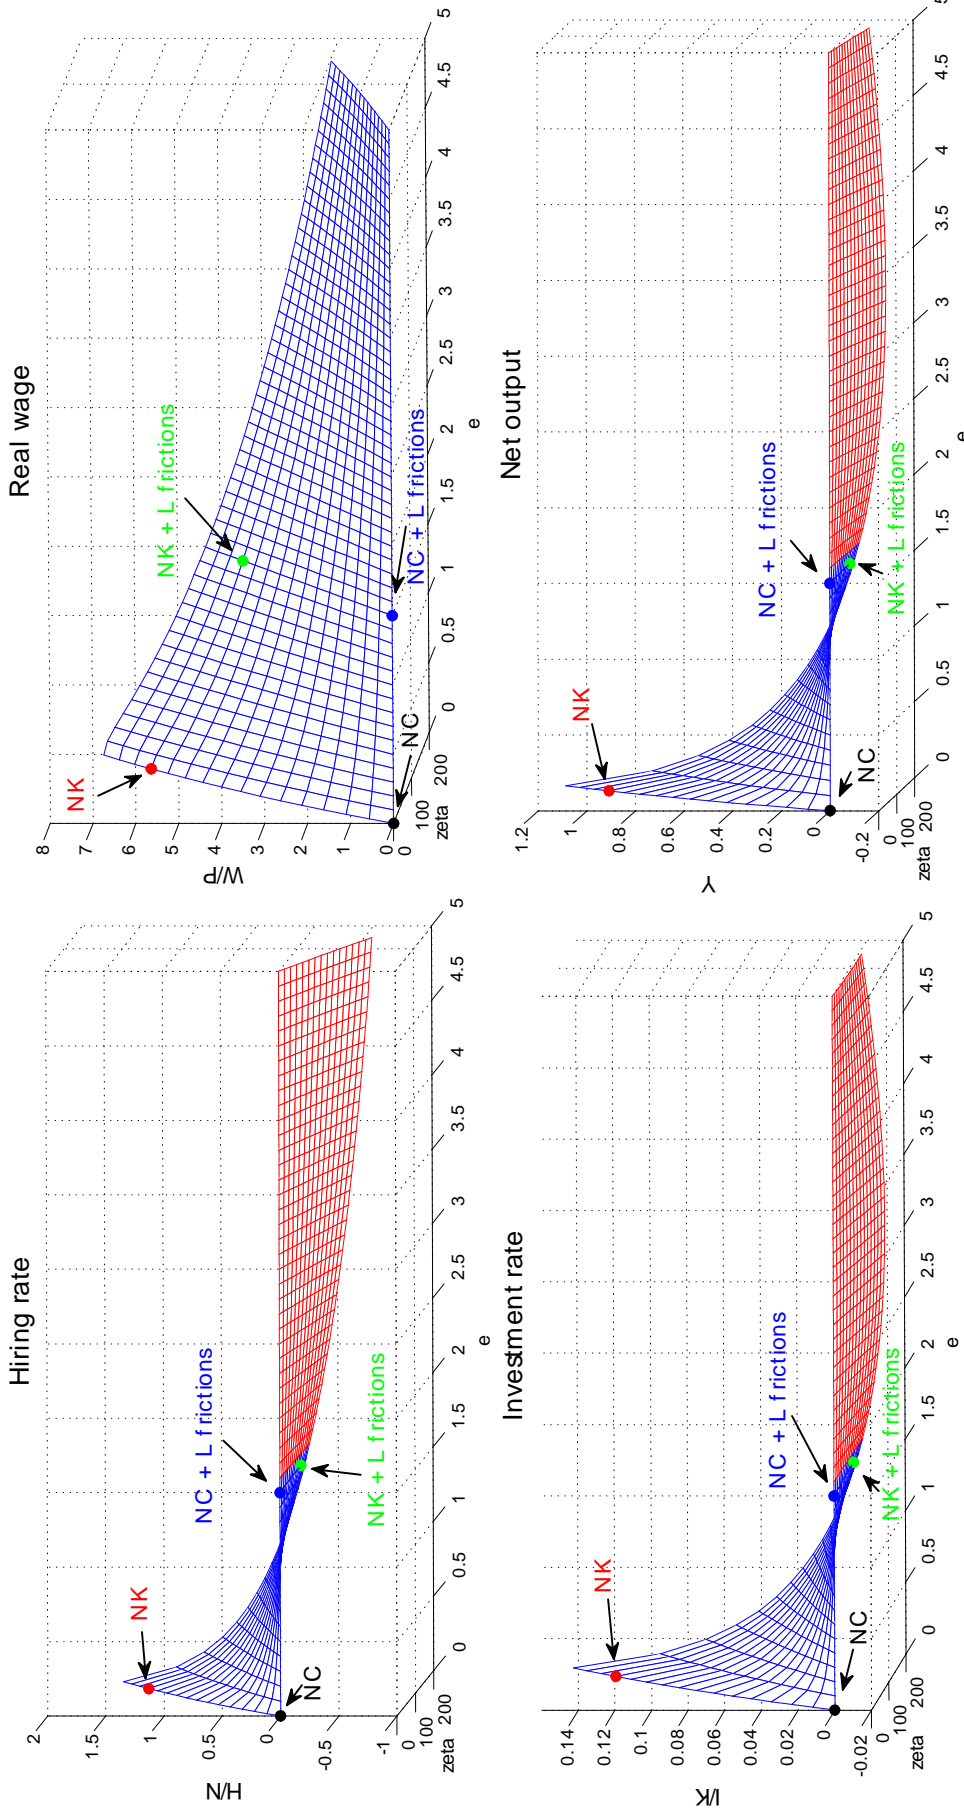 Hiring rate
2
1.5
1
0.5
0
-0.5
-1
H/N
0
100
200
zeta
0
0.5
1
1.5
2
2.5
3
3.5
4
4.5
5
e
NK
NC
NC + L frictions
NK + L frictions
Real wage
8
7
6
5
4
3
2
1
0
W/P
0
100
200
zeta
0
0.5
1
1.5
2
2.5
3
3.5
4
4.5
5
e
NK
NK + L frictions
NC
NC + L frictions
Investment rate
0.14
0.12
0.1
0.08
0.06
0.04
0.02
0
-0.02
I/K
0
100
200
zeta
0
0.5
1
1.5
2
2.5
3
3.5
4
4.5
5
e
NK
NC
NC + L frictions
NK + L frictions
Net output
1.2
1
0.8
0.6
0.4
0.2
0
-0.2
Y
0
100
200
zeta
0
0.5
1
1.5
2
2.5
3
3.5
4
4.5
5
e
NK
NC
NC + L frictions
NK + L frictions